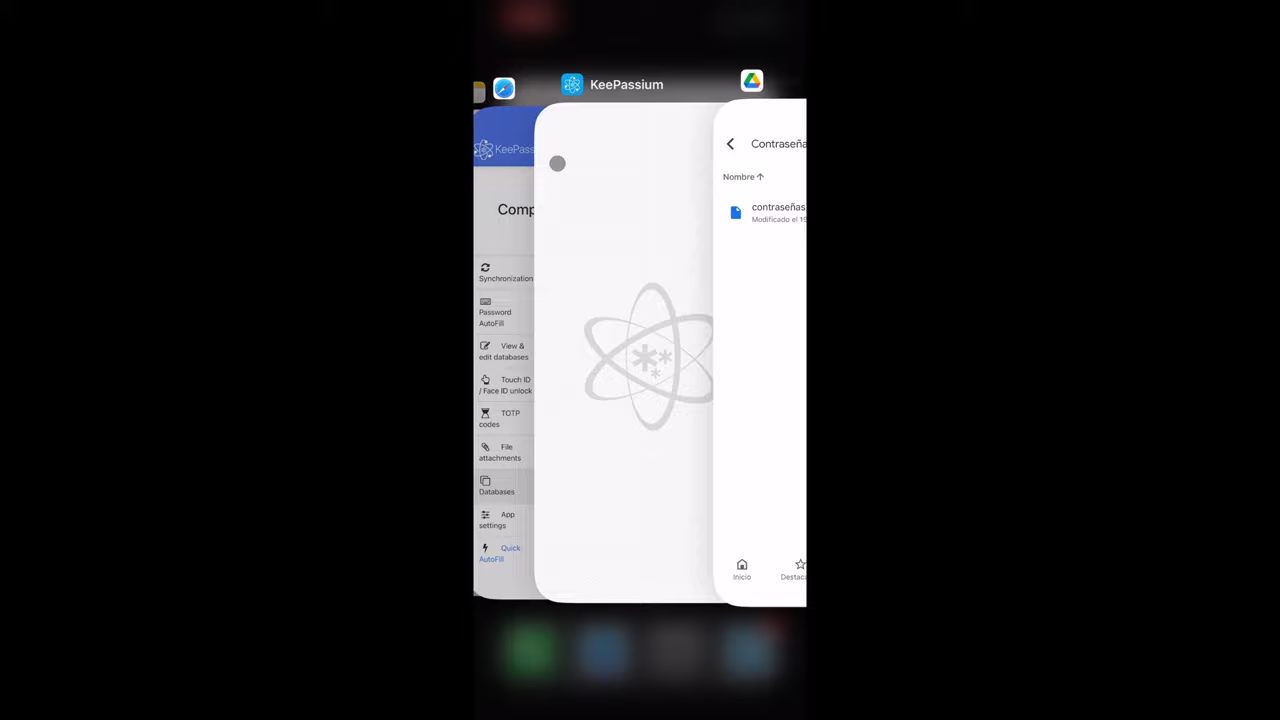 KeePassium
KeePass
Comp
Synchronization
Password
AutoFill
View &
edit databases
Touch ID
/ Face ID unlock
TOTP
codes
File
attachments
Databases
App
settings
Quick
AutoFill
Contraseña
Nombre
contraseñas.
Modificado el 19
Inicio
Destaca